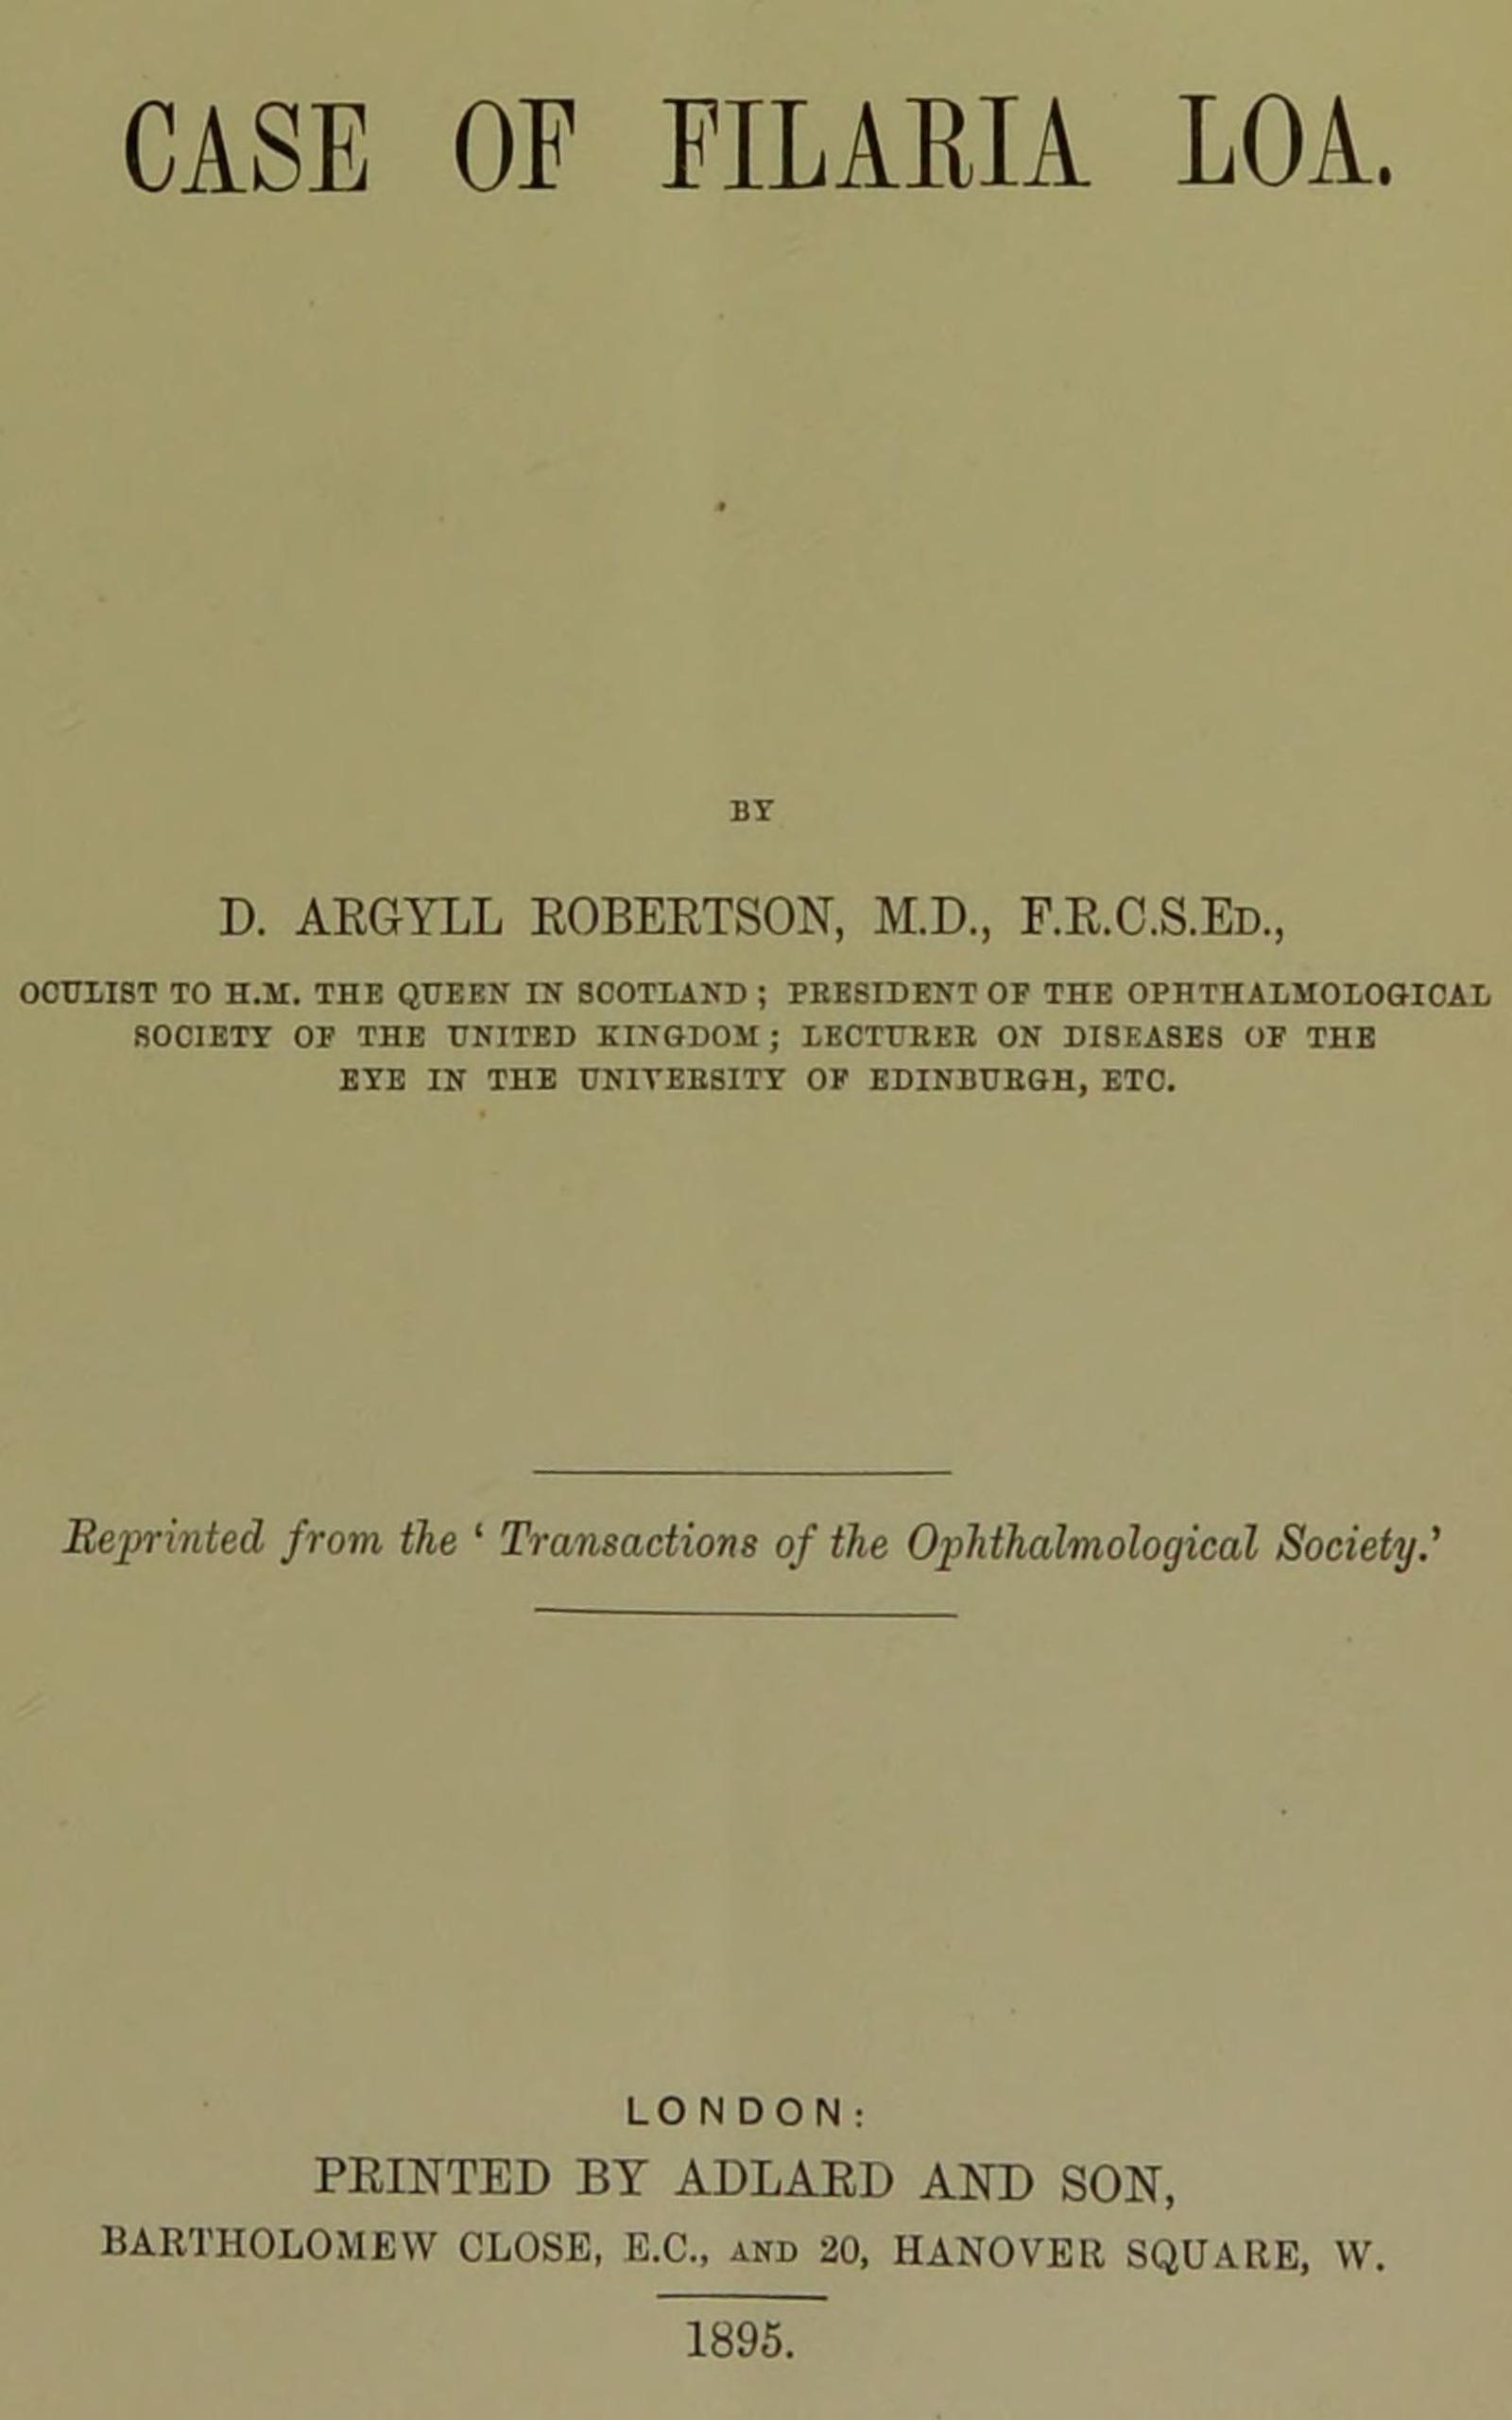 CASE OF FILARIA LOA.
BY
D. ARGYLL ROBERTSON, M.D., F.R.C.S.ED.,
OCULIST TO H.M. THE QUEEN IN SCOTLAND; PRESIDENT OF THE OPHTHALMOLOGICAL
SOCIETY OF THE UNITED KINGDOM; LECTURER ON DISEASES OF THE
EYE IN THE UNIVERSITY OF EDINBURGH, ETC.
Reprinted from the ‘Transactions of the Ophthalmological Society.’
LONDON:
PRINTED BY ADLARD AND SON,
BARTHOLOMEW CLOSE, E.C., AND 20, HANOVER SQUARE, W.
1895.